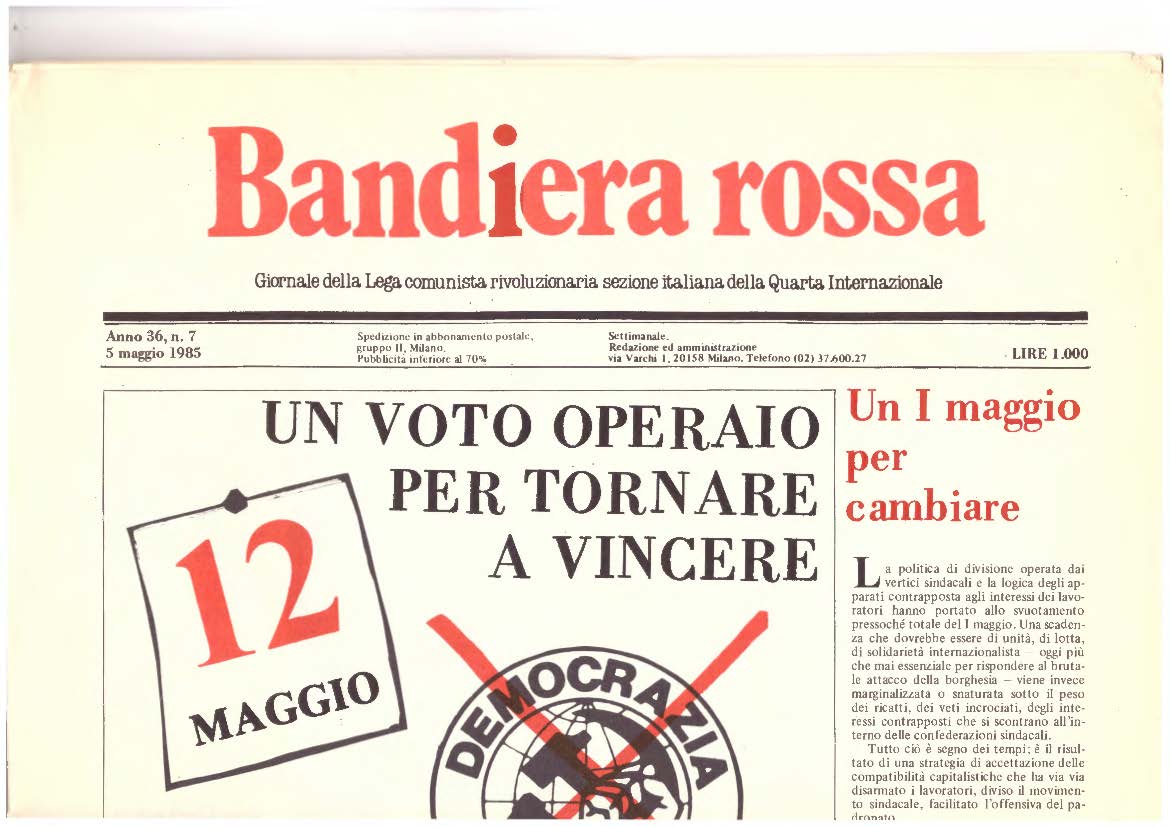 Bandiera rossa
Giornale della Lega comunista rivoluzionaria sezione italiana della Quarta Internazionale
Anno 36, n. 7
5 maggio 1985
Spedizione in abbonamento postale,
gruppo II, Milano.
Pubblicità inferiore al 70%
Settimanale.
Redazione ed amministrazione
via Varchi 1, 20158 Milano. Telefono (02) 37.600.27
LIRE 1.000
UN VOTO OPERAIO
PER TORNARE
A VINCERE
12
MAGGIO
DEMOCRAZIA
Un I maggio
per
cambiare
La politica di divisione operata dai
vertici sindacali e la logica degli ap-
parati contrapposta agli interessi dei lavo-
ratori hanno portato allo svuotamento
pressoché totale del I maggio. Una scaden-
za che dovrebbe essere di unità, di lotta,
di solidarietà internazionalista – oggi più
che mai essenziale per rispondere al bruta-
le attacco della borghesia – viene invece
marginalizzata o snaturata sotto il peso
dei ricatti, dei veti incrociati, degli inte-
ressi contrapposti che si scontrano all'in-
terno delle confederazioni sindacali.
Tutto ciò è segno dei tempi; è il risul-
tato di una strategia di accettazione delle
compatibilità capitalistiche che ha via via
disarmato i lavoratori, diviso il movimen-
to sindacale, facilitato l'offensiva del pa-
dronato